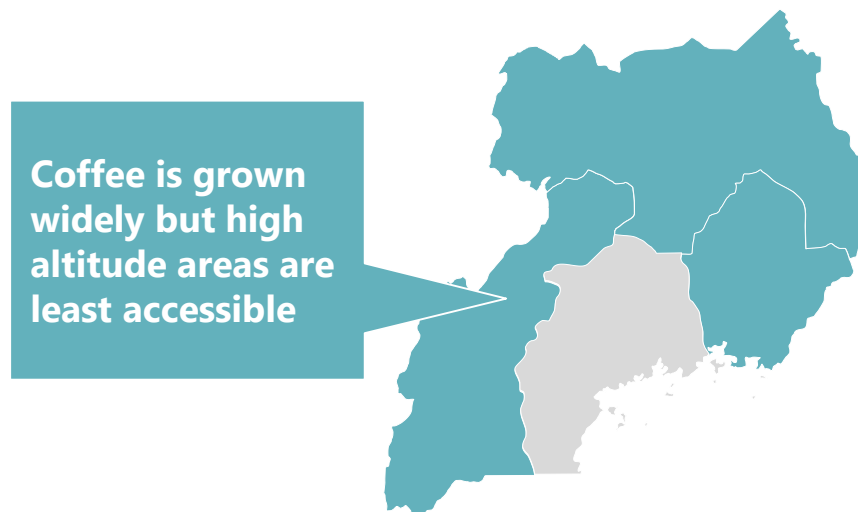 Coffee is grown
widely but high
altitude areas are
least accessible